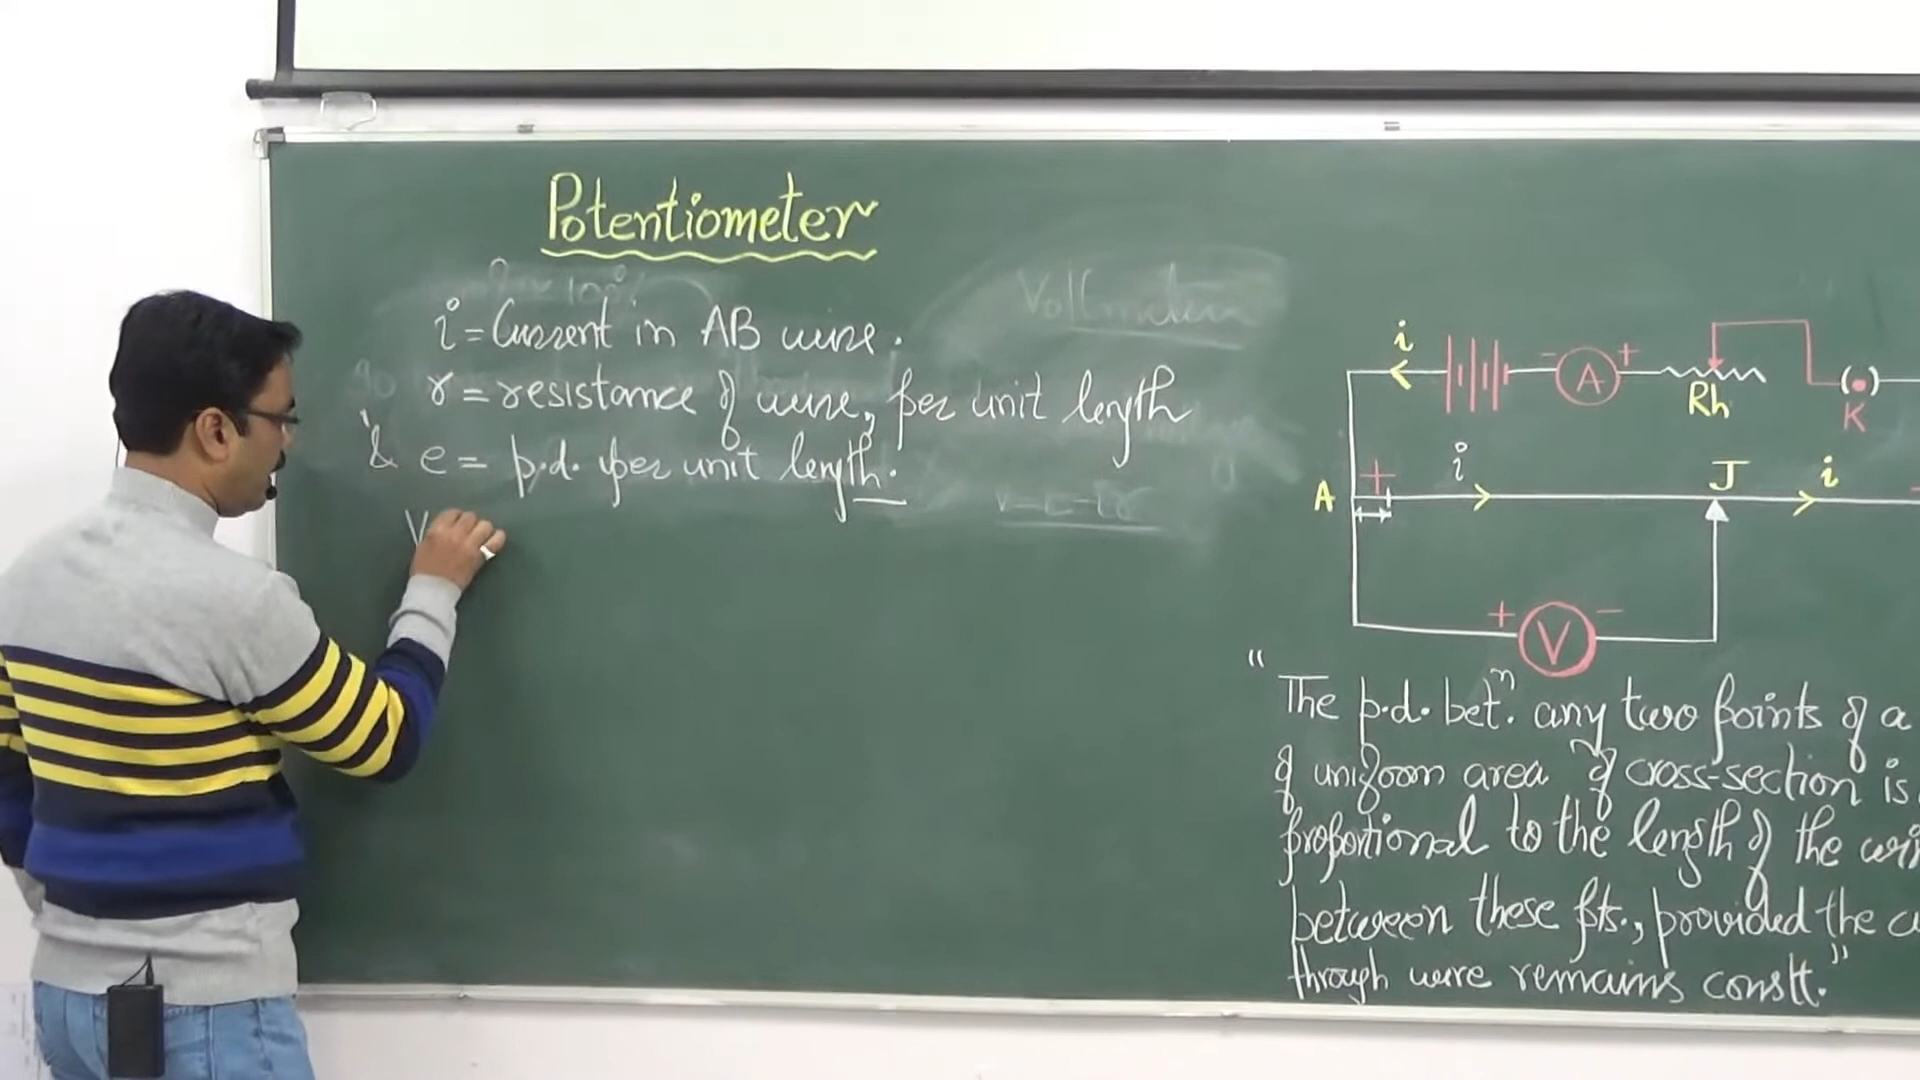 Potentiometer
i = Current in AB wire.
r = resistance of wire, per unit length
& e = p.d. per unit length.
V
Voltmeter
i
- A +
Rh
(•)
K
A
+
i
J
i
+ V -
"The p.d. betn. any two points of a
of uniform area of cross-section is
proportional to the length of the
between these pts., provided the
through wire remains constt."